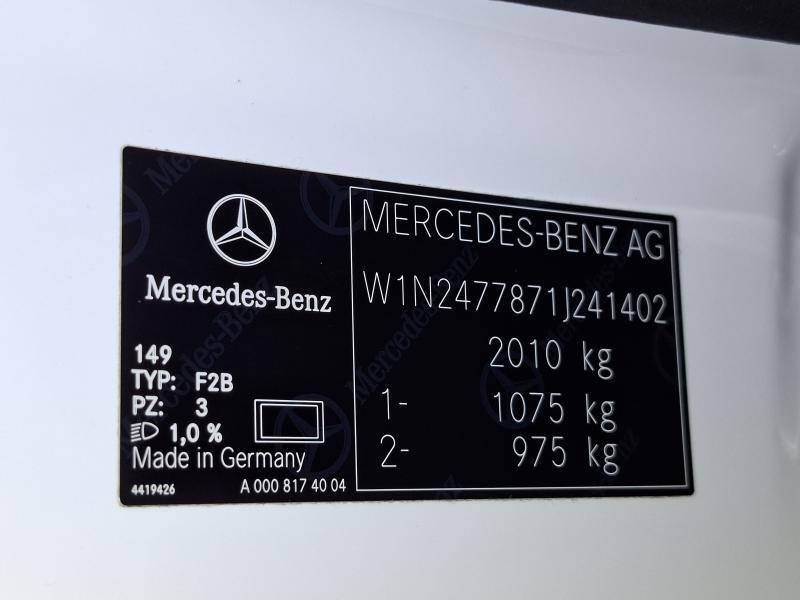 Mercedes-Benz
149
TYP: F2B
PZ: 3
1,0 %
Made in Germany
4419426
A 000 817 40 04
MERCEDES-BENZ AG
W1N2477871J241402
2010 kg
1- 1075 kg
2- 975 kg